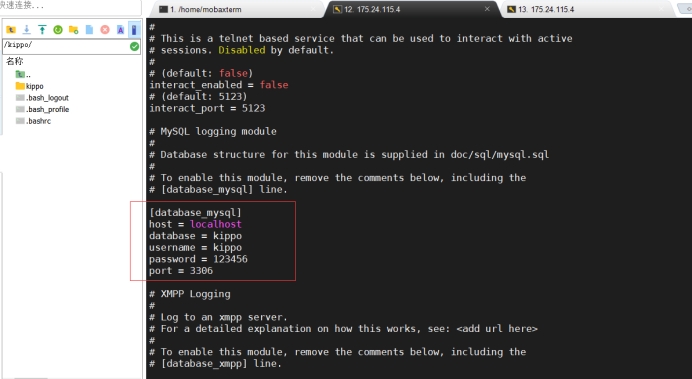 快速连接...
1. /home/mobaxterm
12. 175.24.115.4
13. 175.24.115.4
/kippo/
名称
..
kippo
.bash_logout
.bash_profile
.bashrc
#
# This is a telnet based service that can be used to interact with active
# sessions. Disabled by default.
#
# (default: false)
interact_enabled = false
# (default: 5123)
interact_port = 5123
# MySQL logging module
#
# Database structure for this module is supplied in doc/sql/mysql.sql
#
# To enable this module, remove the comments below, including the
# [database_mysql] line.
[database_mysql]
host = localhost
database = kippo
username = kippo
password = 123456
port = 3306
# XMPP Logging
#
# Log to an xmpp server.
# For a detailed explanation on how this works, see: <add url here>
#
# To enable this module, remove the comments below, including the
# [database_xmpp] line.